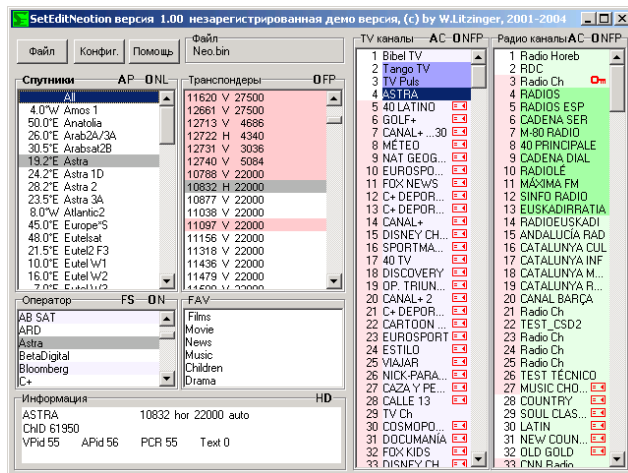 SetEditNeotion версия 1.00 незарегистрированная демо версия, (c) by W.Litzinger, 2001-2004
Файл
Конфиг.
Помощь
Файл
Neo.bin
Спутники AP ONL
All
4.0°W Amos 1
50.0°E Anatolia
26.0°E Arab2A/3A
30.5°E Arabsat2B
19.2°E Astra
24.2°E Astra 1D
28.2°E Astra 2
23.5°E Astra 3A
8.0°W Atlantic2
45.0°E Europe*S
48.0°E Eutelsat
21.5°E Eutel2 F3
10.0°E Eutel W1
16.0°E Eutel W2
7.0°E Eutel W3
Транспондеры OFP
11620 V 27500
12661 V 27500
12713 V 4686
12722 H 4340
12731 V 3036
12740 V 5084
10788 V 22000
10832 H 22000
10877 V 22000
11038 V 22000
11097 V 22000
11156 V 22000
11318 V 22000
11436 V 22000
11479 V 22000
11509 V 22000
Оператор FS ON
AB SAT
ARD
Astra
BetaDigital
Bloomberg
C+
FAV
Films
Movie
News
Music
Children
Drama
Информация HD
ASTRA 10832 hor 22000 auto
ChID 61950
VPid 55 APid 56 PCR 55 Text 0
TV каналы AC ONFP
1 Bibel TV
2 Tango TV
3 TV Puls
4 ASTRA
5 40 LATINO
6 GOLF+
7 CANAL+ ...30
8 MÉTEO
9 NAT GEOG...
10 EUROSPO...
11 FOX NEWS
12 C+ DEPOR...
13 C+ DEPOR...
14 CANAL+
15 DISNEY CH...
16 SPORTMA...
17 40 TV
18 DISCOVERY
19 OP. TRIUN...
20 CANAL+ 2
21 C+ DEPOR...
22 CARTOON ...
23 EUROSPORT
24 ESTILO
25 VIAJAR
26 NICK-PARA...
27 CAZA Y PE...
28 CALLE 13
29 TV Ch
30 COSMOPO...
31 DOCUMANÍA
32 FOX KIDS
33 DISNEY CH...
Радио каналы AC ONFP
1 Radio Horeb
2 RDC
3 Radio Ch
4 RADIOS
5 RADIOS ESP
6 CADENA SER
7 M-80 RADIO
8 40 PRINCIPALE
9 CADENA DIAL
10 RADIOLÉ
11 MÁXIMA FM
12 SINFO RADIO
13 EUSKADIRRATIA
14 RADIOEUSKADI
15 ANDALUCÍA RAD
16 CATALUNYA CUL
17 CATALUNYA INF
18 CATALUNYA M...
19 CATALUNYA R...
20 CANAL BARÇA
21 Radio Ch
22 TEST_CSD2
23 Radio Ch
24 Radio Ch
25 Radio Ch
26 TEST TÉCNICO
27 MUSIC CHO...
28 COUNTRY
29 SOUL CLAS...
30 LATIN
31 NEW COUN...
32 OLD GOLD
33 CNN Radio